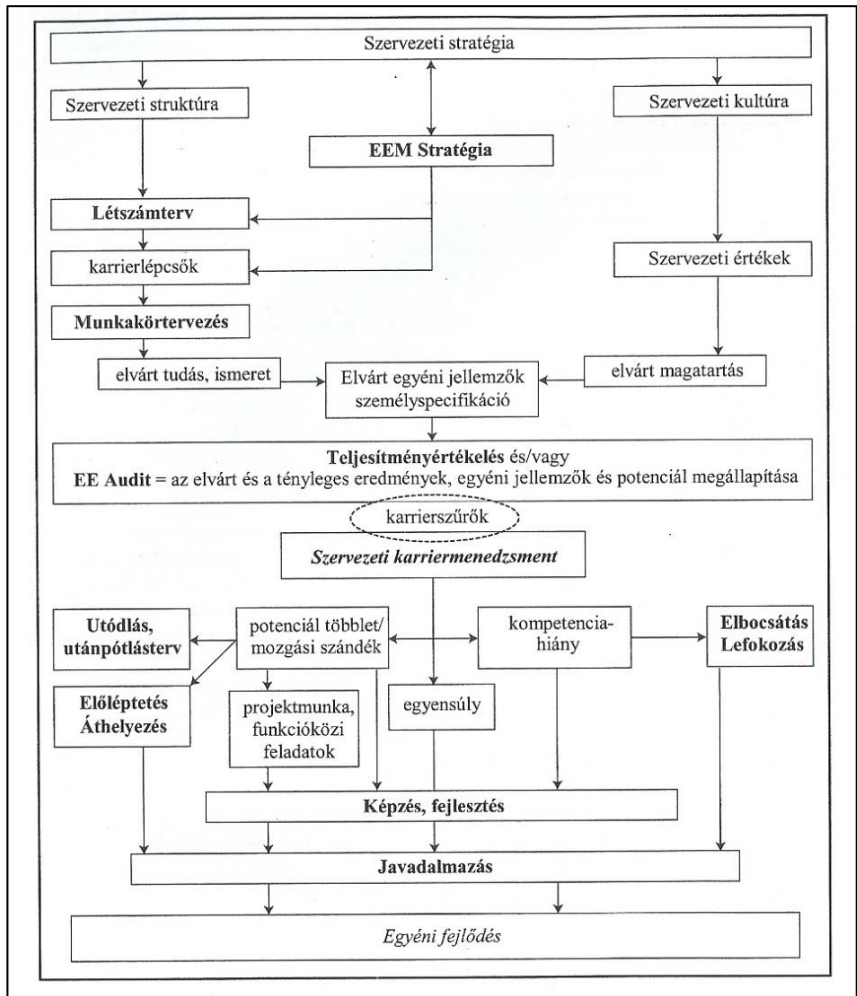 Szervezeti stratégia
Szervezeti struktúra
Szervezeti kultúra
EEM Stratégia
Létszámterv
karrierlépcsők
Szervezeti értékek
Munkakörtervezés
elvárt tudás, ismeret
Elvárt egyéni jellemzők
személyspecifikáció
elvárt magatartás
Teljesítményértékelés és/vagy
EE Audit = az elvárt és a tényleges eredmények, egyéni jellemzők és potenciál megállapítása
karrierszűrők
Szervezeti karriermenedzsment
Utódlás,
utánpótlásterv
potenciál többlet/
mozgási szándék
kompetencia-
hiány
Elbocsátás
Lefokozás
Előléptetés
Áthelyezés
projektmunka,
funkcióközi
feladatok
egyensúly
Képzés, fejlesztés
Javadalmazás
Egyéni fejlődés